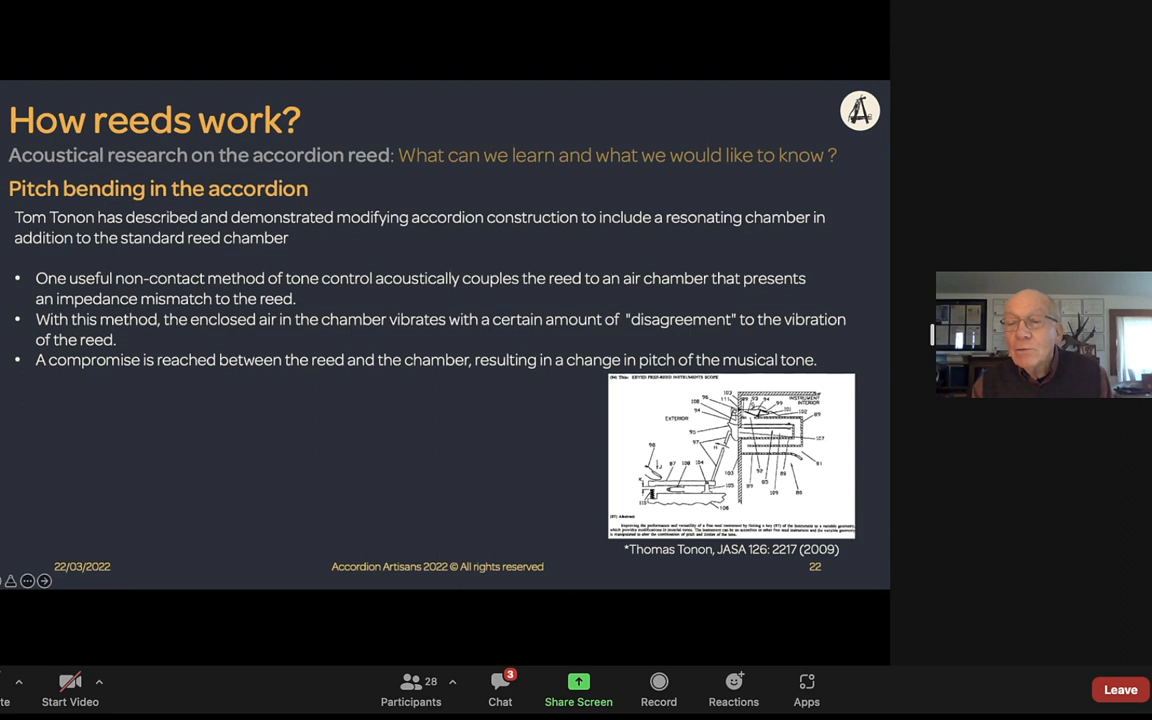 How reeds work?
Acoustical research on the accordion reed: What can we learn and what we would like to know ?
Pitch bending in the accordion
Tom Tonon has described and demonstrated modifying accordion construction to include a resonating chamber in
addition to the standard reed chamber
• One useful non-contact method of tone control acoustically couples the reed to an air chamber that presents
an impedance mismatch to the reed.
• With this method, the enclosed air in the chamber vibrates with a certain amount of "disagreement" to the vibration
of the reed.
• A compromise is reached between the reed and the chamber, resulting in a change in pitch of the musical tone.
EXTERIOR
INSTRUMENT
INTERIOR
*Thomas Tonon, JASA 126: 2217 (2009)
22/03/2022
Accordion Artisans 2022 © All rights reserved
22
te
Start Video
Participants
28
Chat
3
Share Screen
Record
Reactions
Apps
Leave